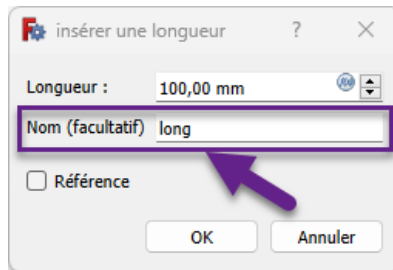 insérer une longueur ? ×
Longueur : 100,00 mm
Nom (facultatif) long
Référence
OK Annuler